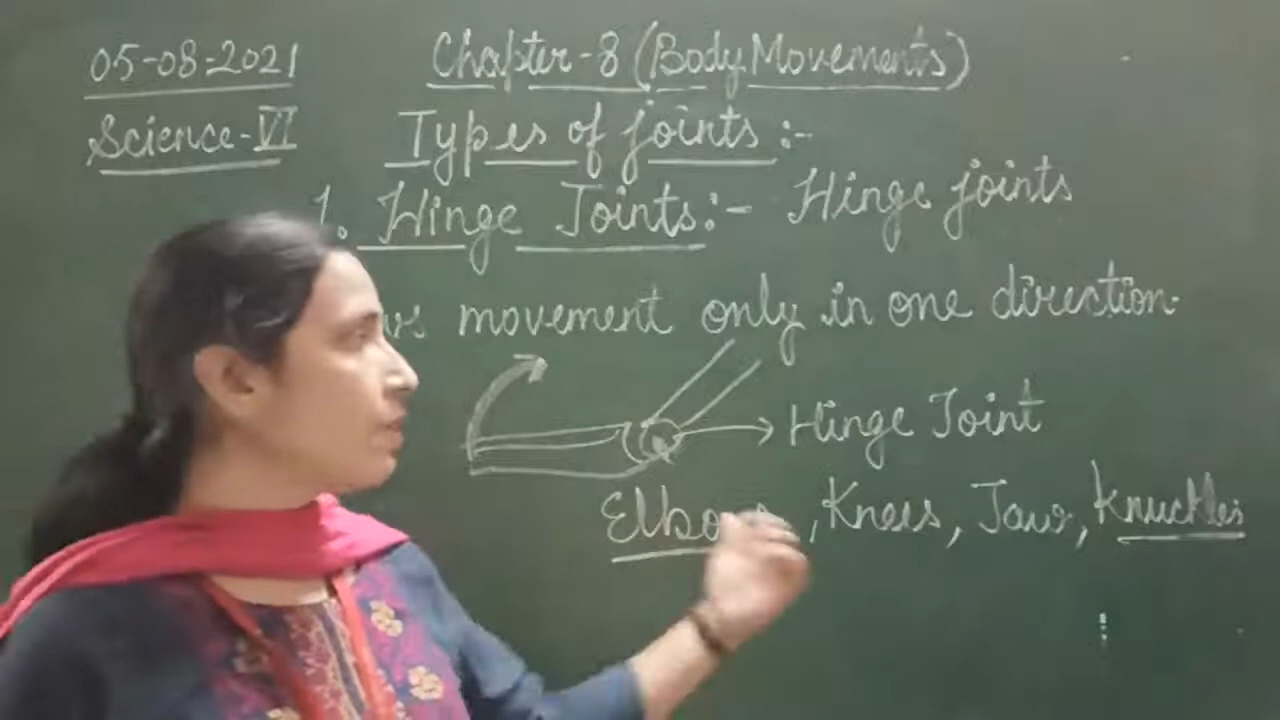 05-08-2021
Chapter-8 (Body Movements)
Science-VI
Types of joints :-
1. Hinge Joints :- Hinge joints
movement only in one direction.
Hinge Joint
Knees, Jaw, Knuckles